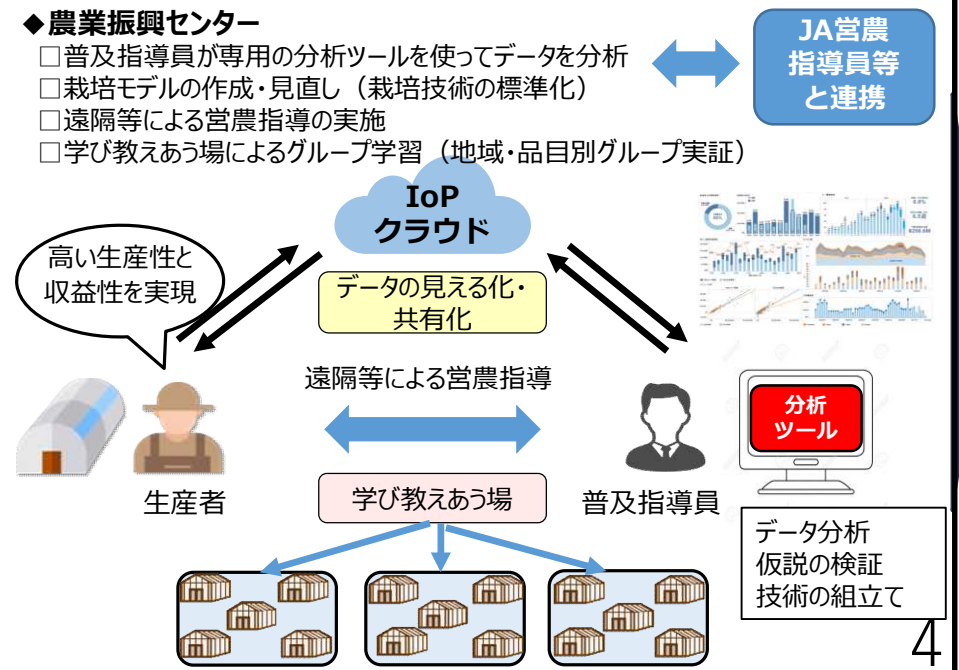 ◆農業振興センター
□普及指導員が専用の分析ツールを使ってデータを分析
□栽培モデルの作成・見直し（栽培技術の標準化）
□遠隔等による営農指導の実施
□学び教えあう場によるグループ学習（地域・品目別グループ実証）
JA営農
指導員等
と連携
IoP
クラウド
高い生産性と
収益性を実現
データの見える化・
共有化
遠隔等による営農指導
分析
ツール
生産者
学び教えあう場
普及指導員
データ分析
仮説の検証
技術の組立て
4